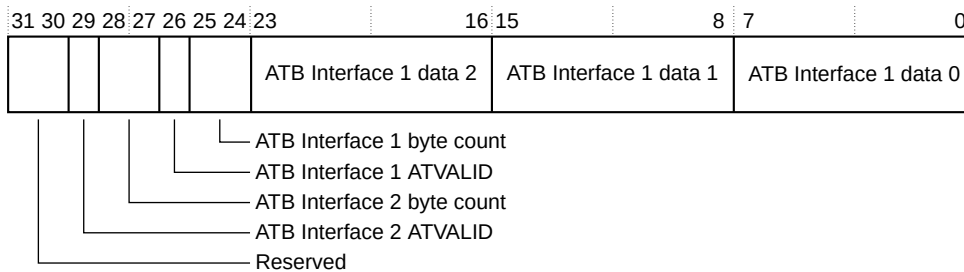 31 30 29 28 27 26 25 24 23 16 15 8 7 0
ATB Interface 1 data 2 ATB Interface 1 data 1 ATB Interface 1 data 0
ATB Interface 1 byte count
ATB Interface 1 ATVALID
ATB Interface 2 byte count
ATB Interface 2 ATVALID
Reserved